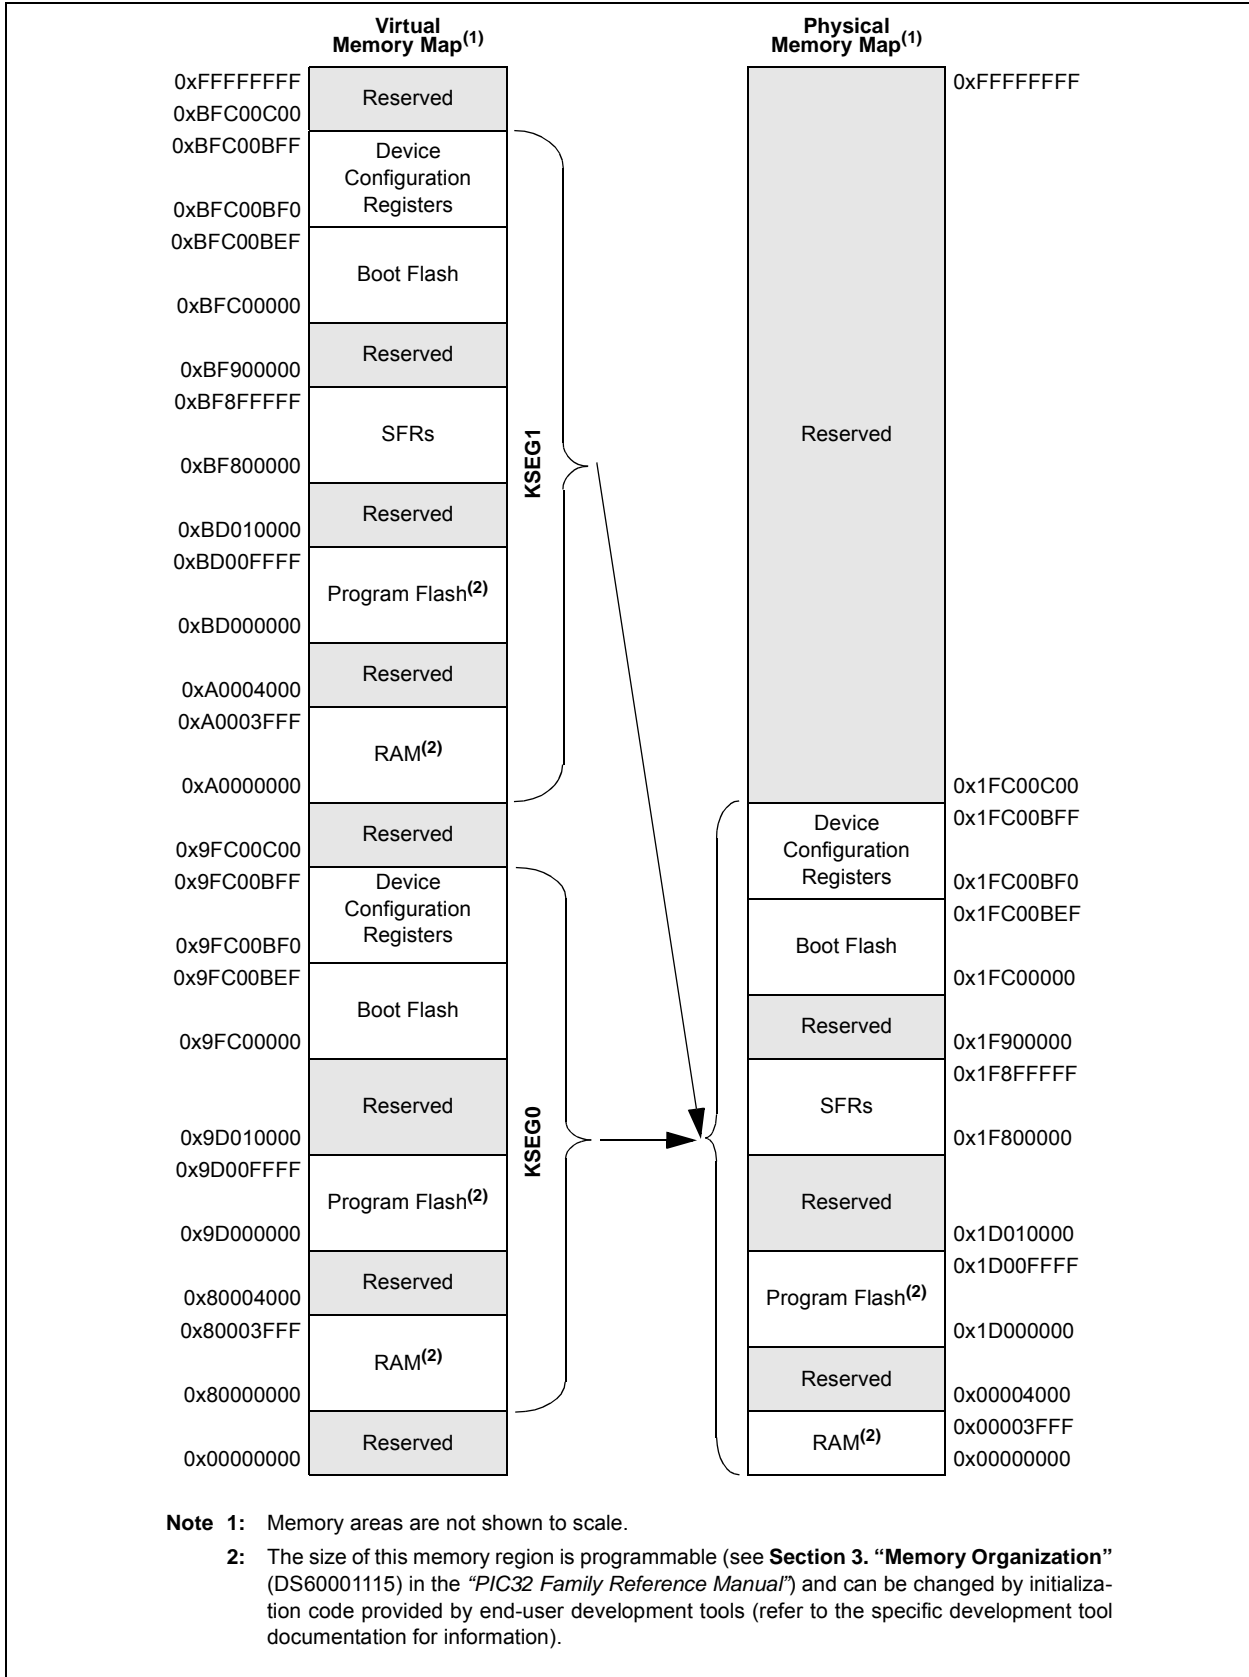 Virtual
Memory Map(1)
0xFFFFFFFF
Reserved
0xBFC00C00
0xBFC00BFF
Device
Configuration
Registers
0xBFC00BF0
0xBFC00BEF
Boot Flash
0xBFC00000
Reserved
0xBF900000
0xBF8FFFFF
SFRs
0xBF800000
Reserved
0xBD010000
0xBD00FFFF
Program Flash(2)
0xBD000000
Reserved
0xA0004000
0xA0003FFF
RAM(2)
0xA0000000
KSEG1
Reserved
0x9FC00C00
0x9FC00BFF
Device
Configuration
Registers
0x9FC00BF0
0x9FC00BEF
Boot Flash
0x9FC00000
Reserved
0x9D010000
0x9D00FFFF
Program Flash(2)
0x9D000000
Reserved
0x80004000
0x80003FFF
RAM(2)
0x80000000
KSEG0
Reserved
0x00000000
Physical
Memory Map(1)
0xFFFFFFFF
Reserved
0x1FC00C00
0x1FC00BFF
Device
Configuration
Registers
0x1FC00BF0
0x1FC00BEF
Boot Flash
0x1FC00000
Reserved
0x1F900000
0x1F8FFFFF
SFRs
0x1F800000
Reserved
0x1D010000
0x1D00FFFF
Program Flash(2)
0x1D000000
Reserved
0x00004000
0x00003FFF
RAM(2)
0x00000000
Note 1: Memory areas are not shown to scale.
2: The size of this memory region is programmable (see Section 3. “Memory Organization”
(DS60001115) in the “PIC32 Family Reference Manual”) and can be changed by initializa-
tion code provided by end-user development tools (refer to the specific development tool
documentation for information).